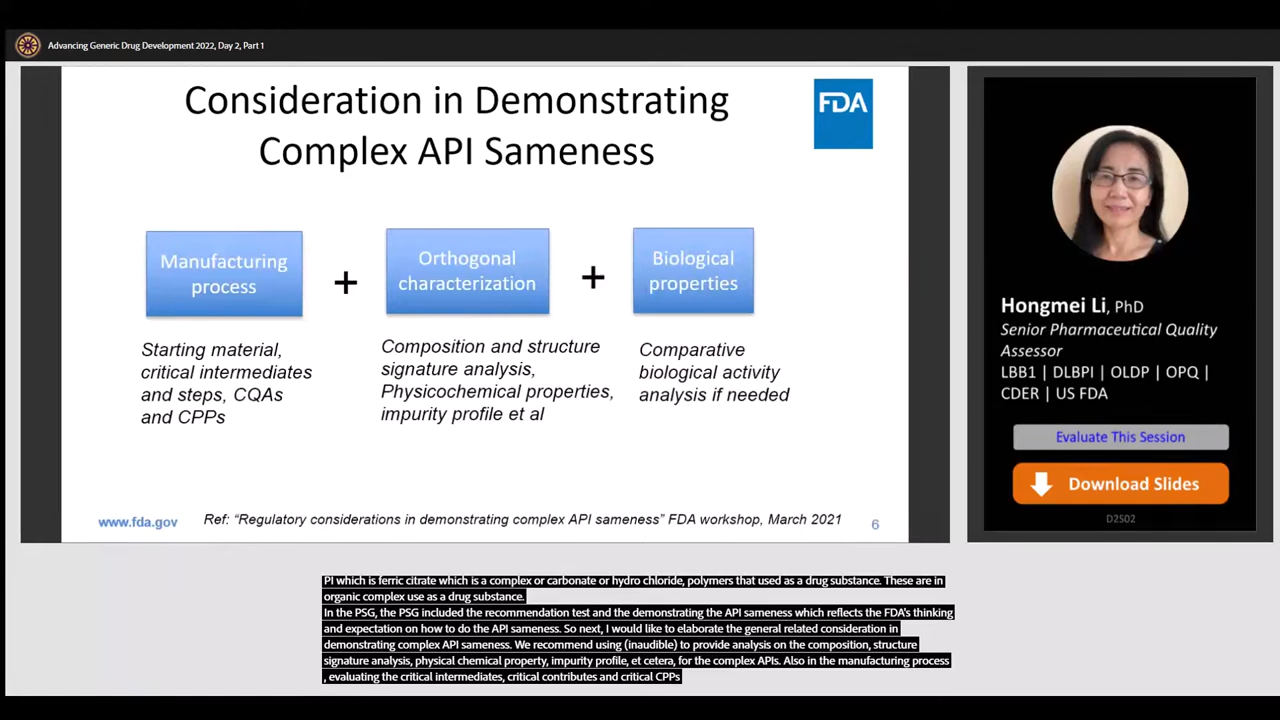 Advancing Generic Drug Development 2022, Day 2, Part 1
Consideration in Demonstrating
Complex API Sameness
FDA
Manufacturing
process
+
Orthogonal
characterization
+
Biological
properties
Starting material,
critical intermediates
and steps, CQAs
and CPPs
Composition and structure
signature analysis,
Physicochemical properties,
impurity profile et al
Comparative
biological activity
analysis if needed
www.fda.gov
Ref: “Regulatory considerations in demonstrating complex API sameness” FDA workshop, March 2021
6
Hongmei Li, PhD
Senior Pharmaceutical Quality
Assessor
LBB1 | DLBPI | OLDP | OPQ |
CDER | US FDA
Evaluate This Session
Download Slides
D2S02
PI which is ferric citrate which is a complex or carbonate or hydro chloride, polymers that used as a drug substance. These are in
organic complex use as a drug substance.
In the PSG, the PSG included the recommendation test and the demonstrating the API sameness which reflects the FDA's thinking
and expectation on how to do the API sameness. So next, I would like to elaborate the general related consideration in
demonstrating complex API sameness. We recommend using (inaudible) to provide analysis on the composition, structure
signature analysis, physical chemical property, impurity profile, et cetera, for the complex APIs. Also in the manufacturing process
, evaluating the critical intermediates, critical contributes and critical CPPs